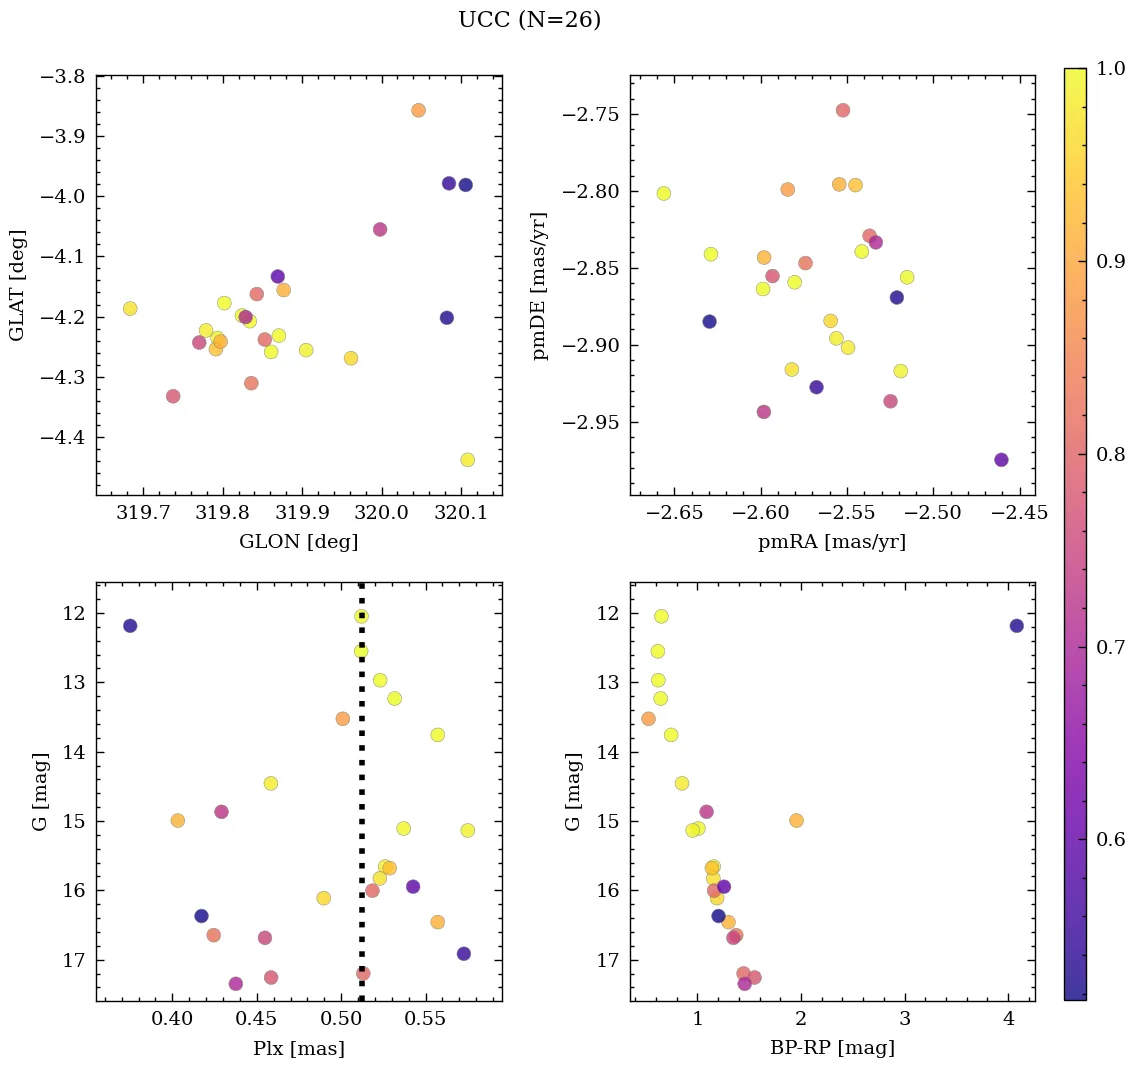 UCC (N=26)
−3.8
−3.9
−4.0
−4.1
−4.2
−4.3
−4.4
GLAT [deg]
319.7 319.8 319.9 320.0 320.1
GLON [deg]
−2.75
−2.80
−2.85
−2.90
−2.95
pmDE [mas/yr]
−2.65 −2.60 −2.55 −2.50 −2.45
pmRA [mas/yr]
12
13
14
15
16
17
G [mag]
0.40 0.45 0.50 0.55
Plx [mas]
12
13
14
15
16
17
G [mag]
1 2 3 4
BP-RP [mag]
1.0
0.9
0.8
0.7
0.6